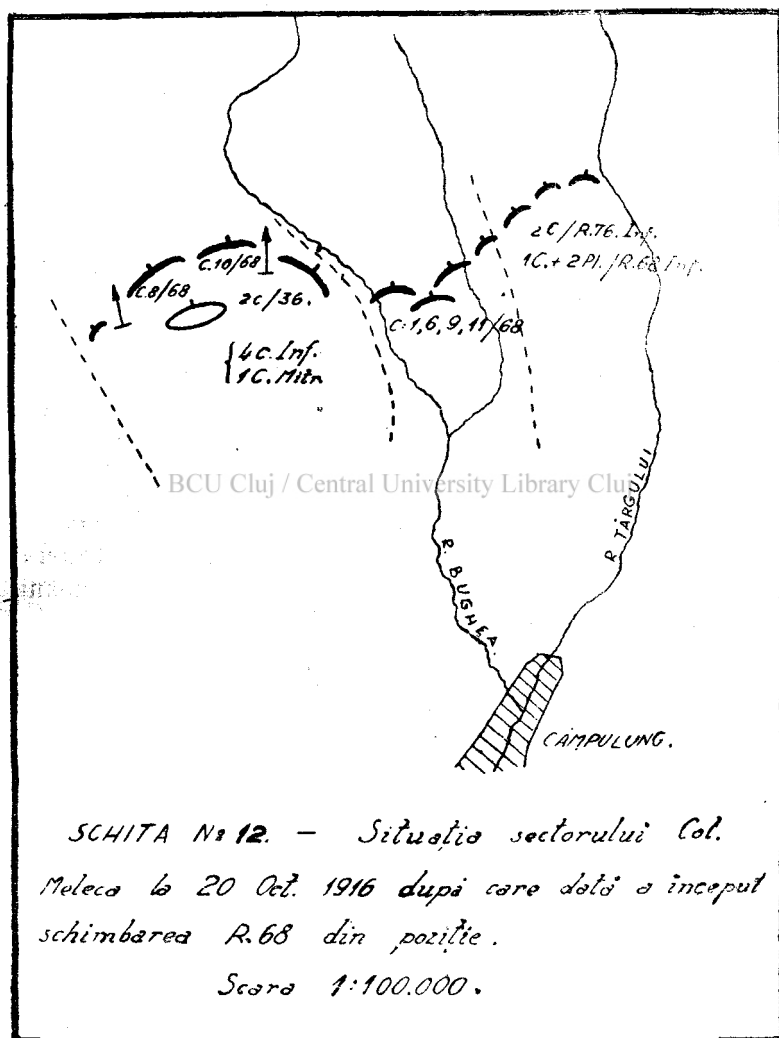 2C/R.76. Inf.
1C.+2Pl./R.68 Inf.
C.10/68
C.8/68
2C/36.
C:1,6,9,11/68
{4C. Inf.
1C. Mitr.
BCU Cluj / Central University Library Cluj
R. TÂRGULUI
R. BUGHEA.
CÂMPULUNG.
SCHITA No 12. — Situația sectorului Col.
Meleca la 20 Oct. 1916 după care dată a început
schimbarea R.68 din poziție.
Scara 1:100.000.